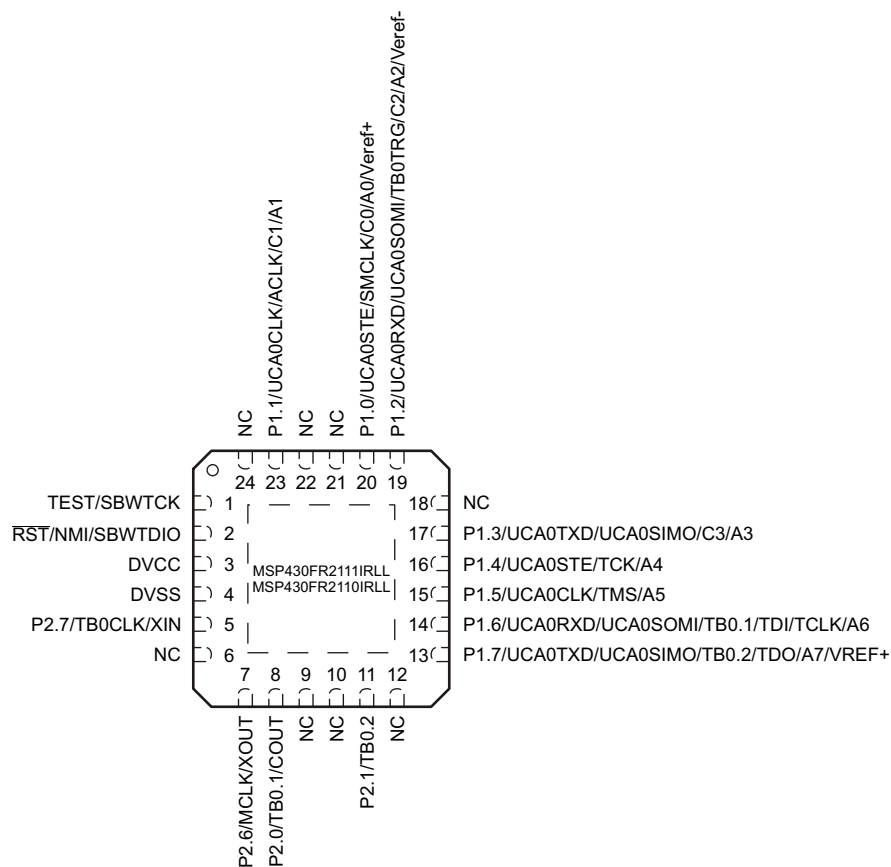 NC
P1.1/UCA0CLK/ACLK/C1/A1
NC
NC
P1.0/UCA0STE/SMCLK/C0/A0/Veref+
P1.2/UCA0RXD/UCA0SOMI/TB0TRG/C2/A2/Veref-
24 23 22 21 20 19
TEST/SBWTCK 1
RST/NMI/SBWTDIO 2
DVCC 3
DVSS 4
P2.7/TB0CLK/XIN 5
NC 6
MSP430FR2111IRLL
MSP430FR2110IRLL
18 NC
17 P1.3/UCA0TXD/UCA0SIMO/C3/A3
16 P1.4/UCA0STE/TCK/A4
15 P1.5/UCA0CLK/TMS/A5
14 P1.6/UCA0RXD/UCA0SOMI/TB0.1/TDI/TCLK/A6
13 P1.7/UCA0TXD/UCA0SIMO/TB0.2/TDO/A7/VREF+
7 8 9 10 11 12
P2.6/MCLK/XOUT
P2.0/TB0.1/COUT
NC
NC
P2.1/TB0.2
NC